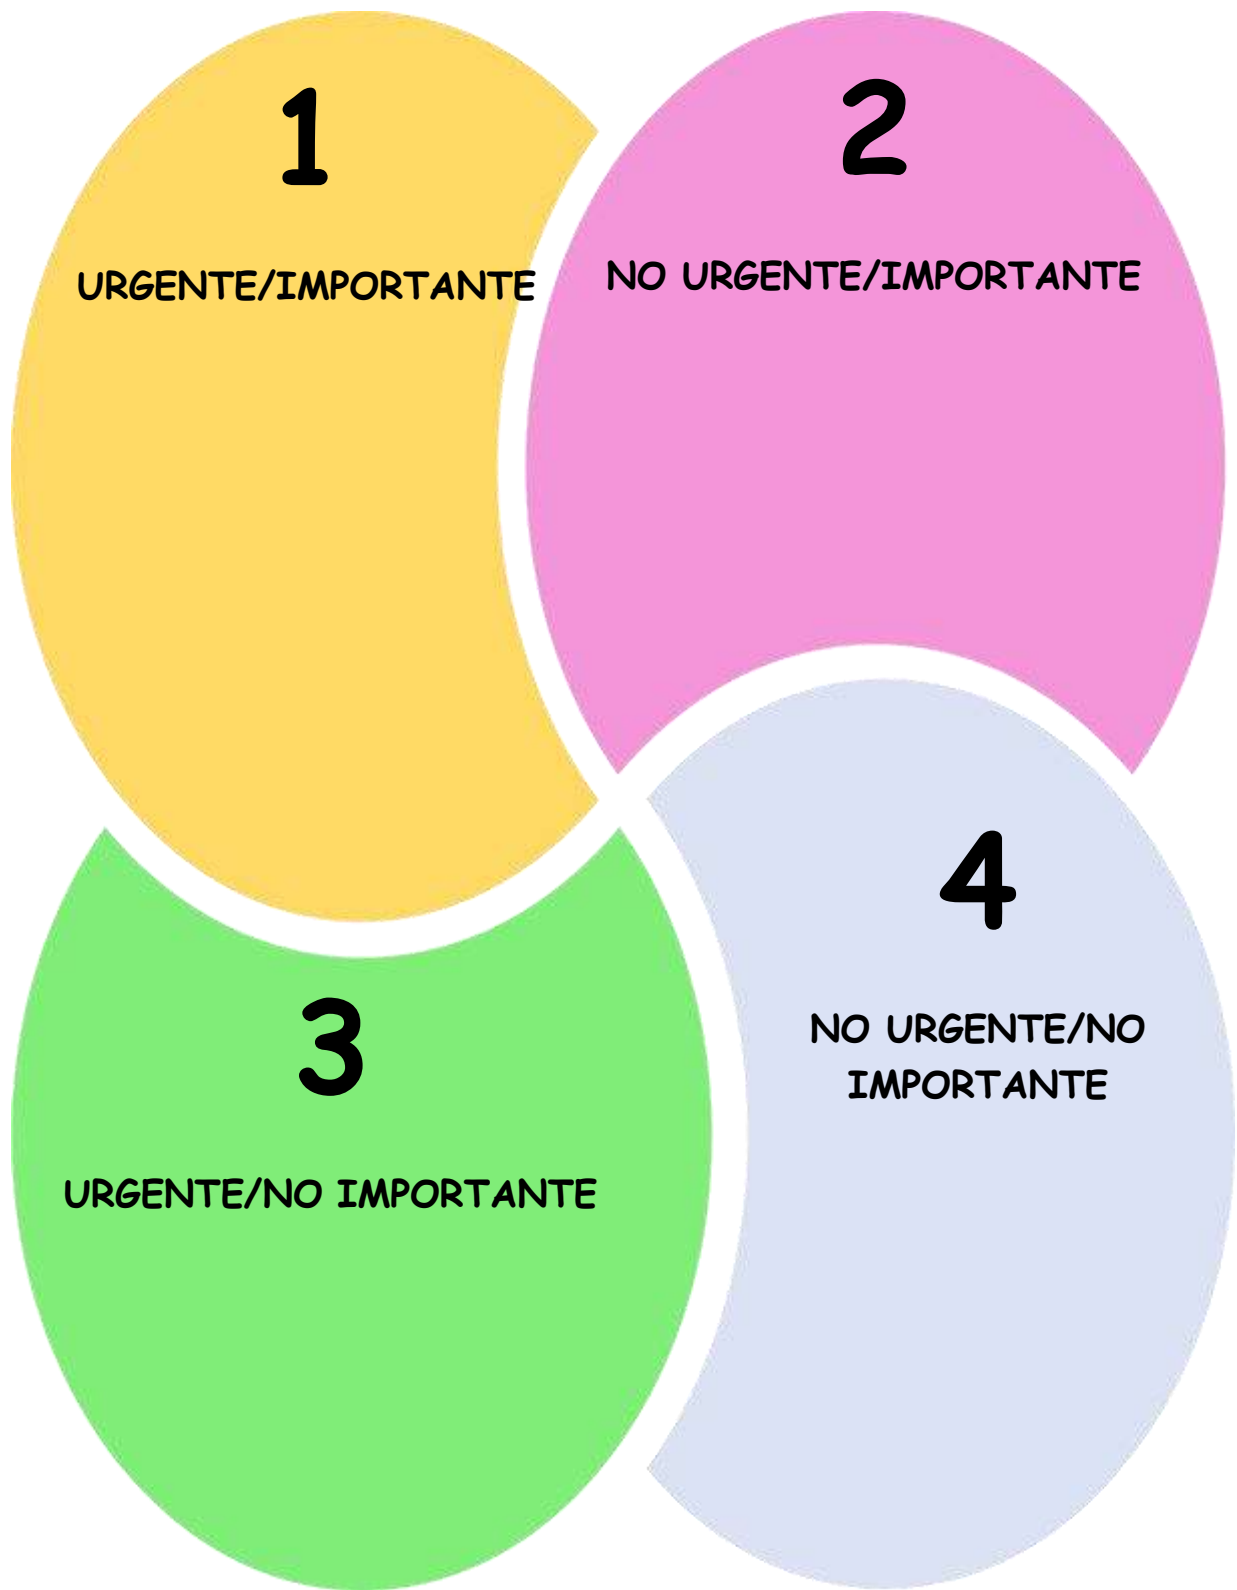 1
URGENTE/IMPORTANTE
2
NO URGENTE/IMPORTANTE
3
URGENTE/NO IMPORTANTE
4
NO URGENTE/NO
IMPORTANTE